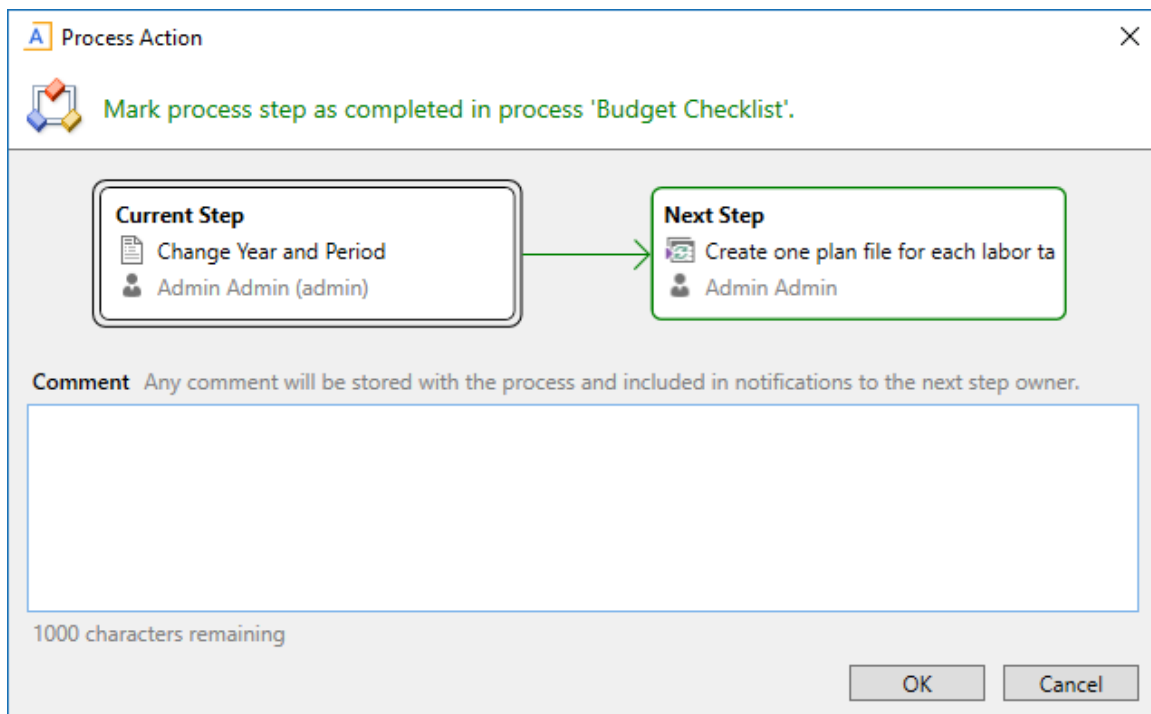 A Process Action
Mark process step as completed in process 'Budget Checklist'.
Current Step
Change Year and Period
Admin Admin (admin)
Next Step
Create one plan file for each labor ta
Admin Admin
Comment Any comment will be stored with the process and included in notifications to the next step owner.
1000 characters remaining
OK Cancel